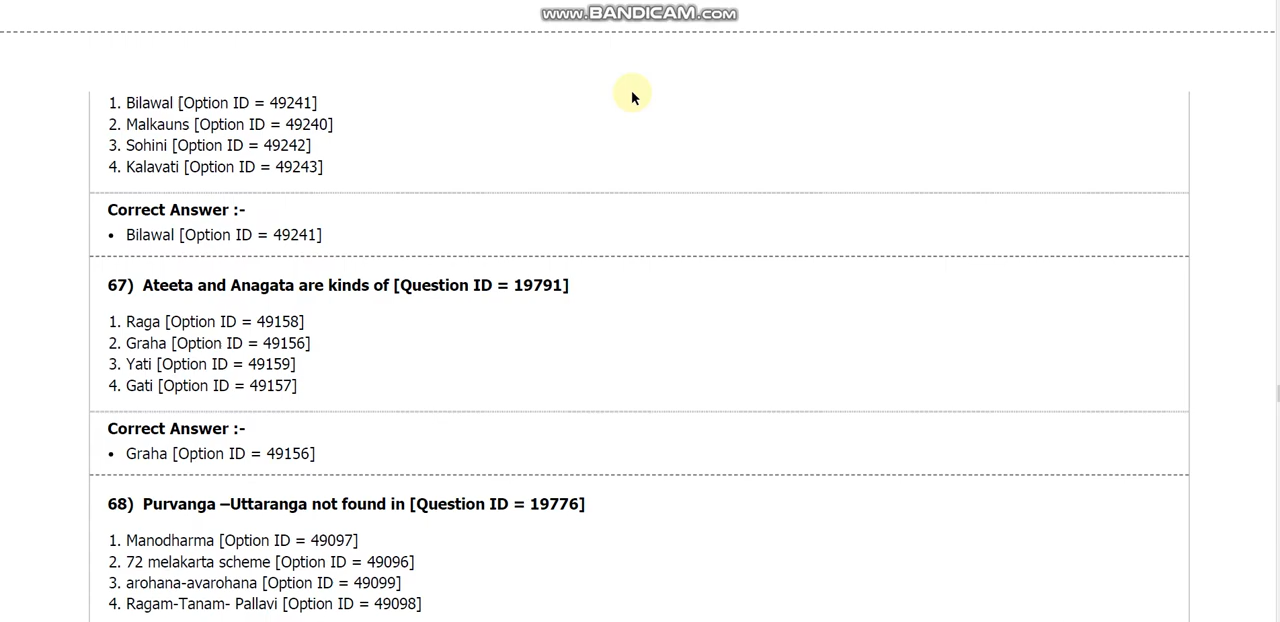 www.BANDICAM.com
1. Bilawal [Option ID = 49241]
2. Malkauns [Option ID = 49240]
3. Sohini [Option ID = 49242]
4. Kalavati [Option ID = 49243]
Correct Answer :-
• Bilawal [Option ID = 49241]
67) Ateeta and Anagata are kinds of [Question ID = 19791]
1. Raga [Option ID = 49158]
2. Graha [Option ID = 49156]
3. Yati [Option ID = 49159]
4. Gati [Option ID = 49157]
Correct Answer :-
• Graha [Option ID = 49156]
68) Purvanga –Uttaranga not found in [Question ID = 19776]
1. Manodharma [Option ID = 49097]
2. 72 melakarta scheme [Option ID = 49096]
3. arohana-avarohana [Option ID = 49099]
4. Ragam-Tanam- Pallavi [Option ID = 49098]